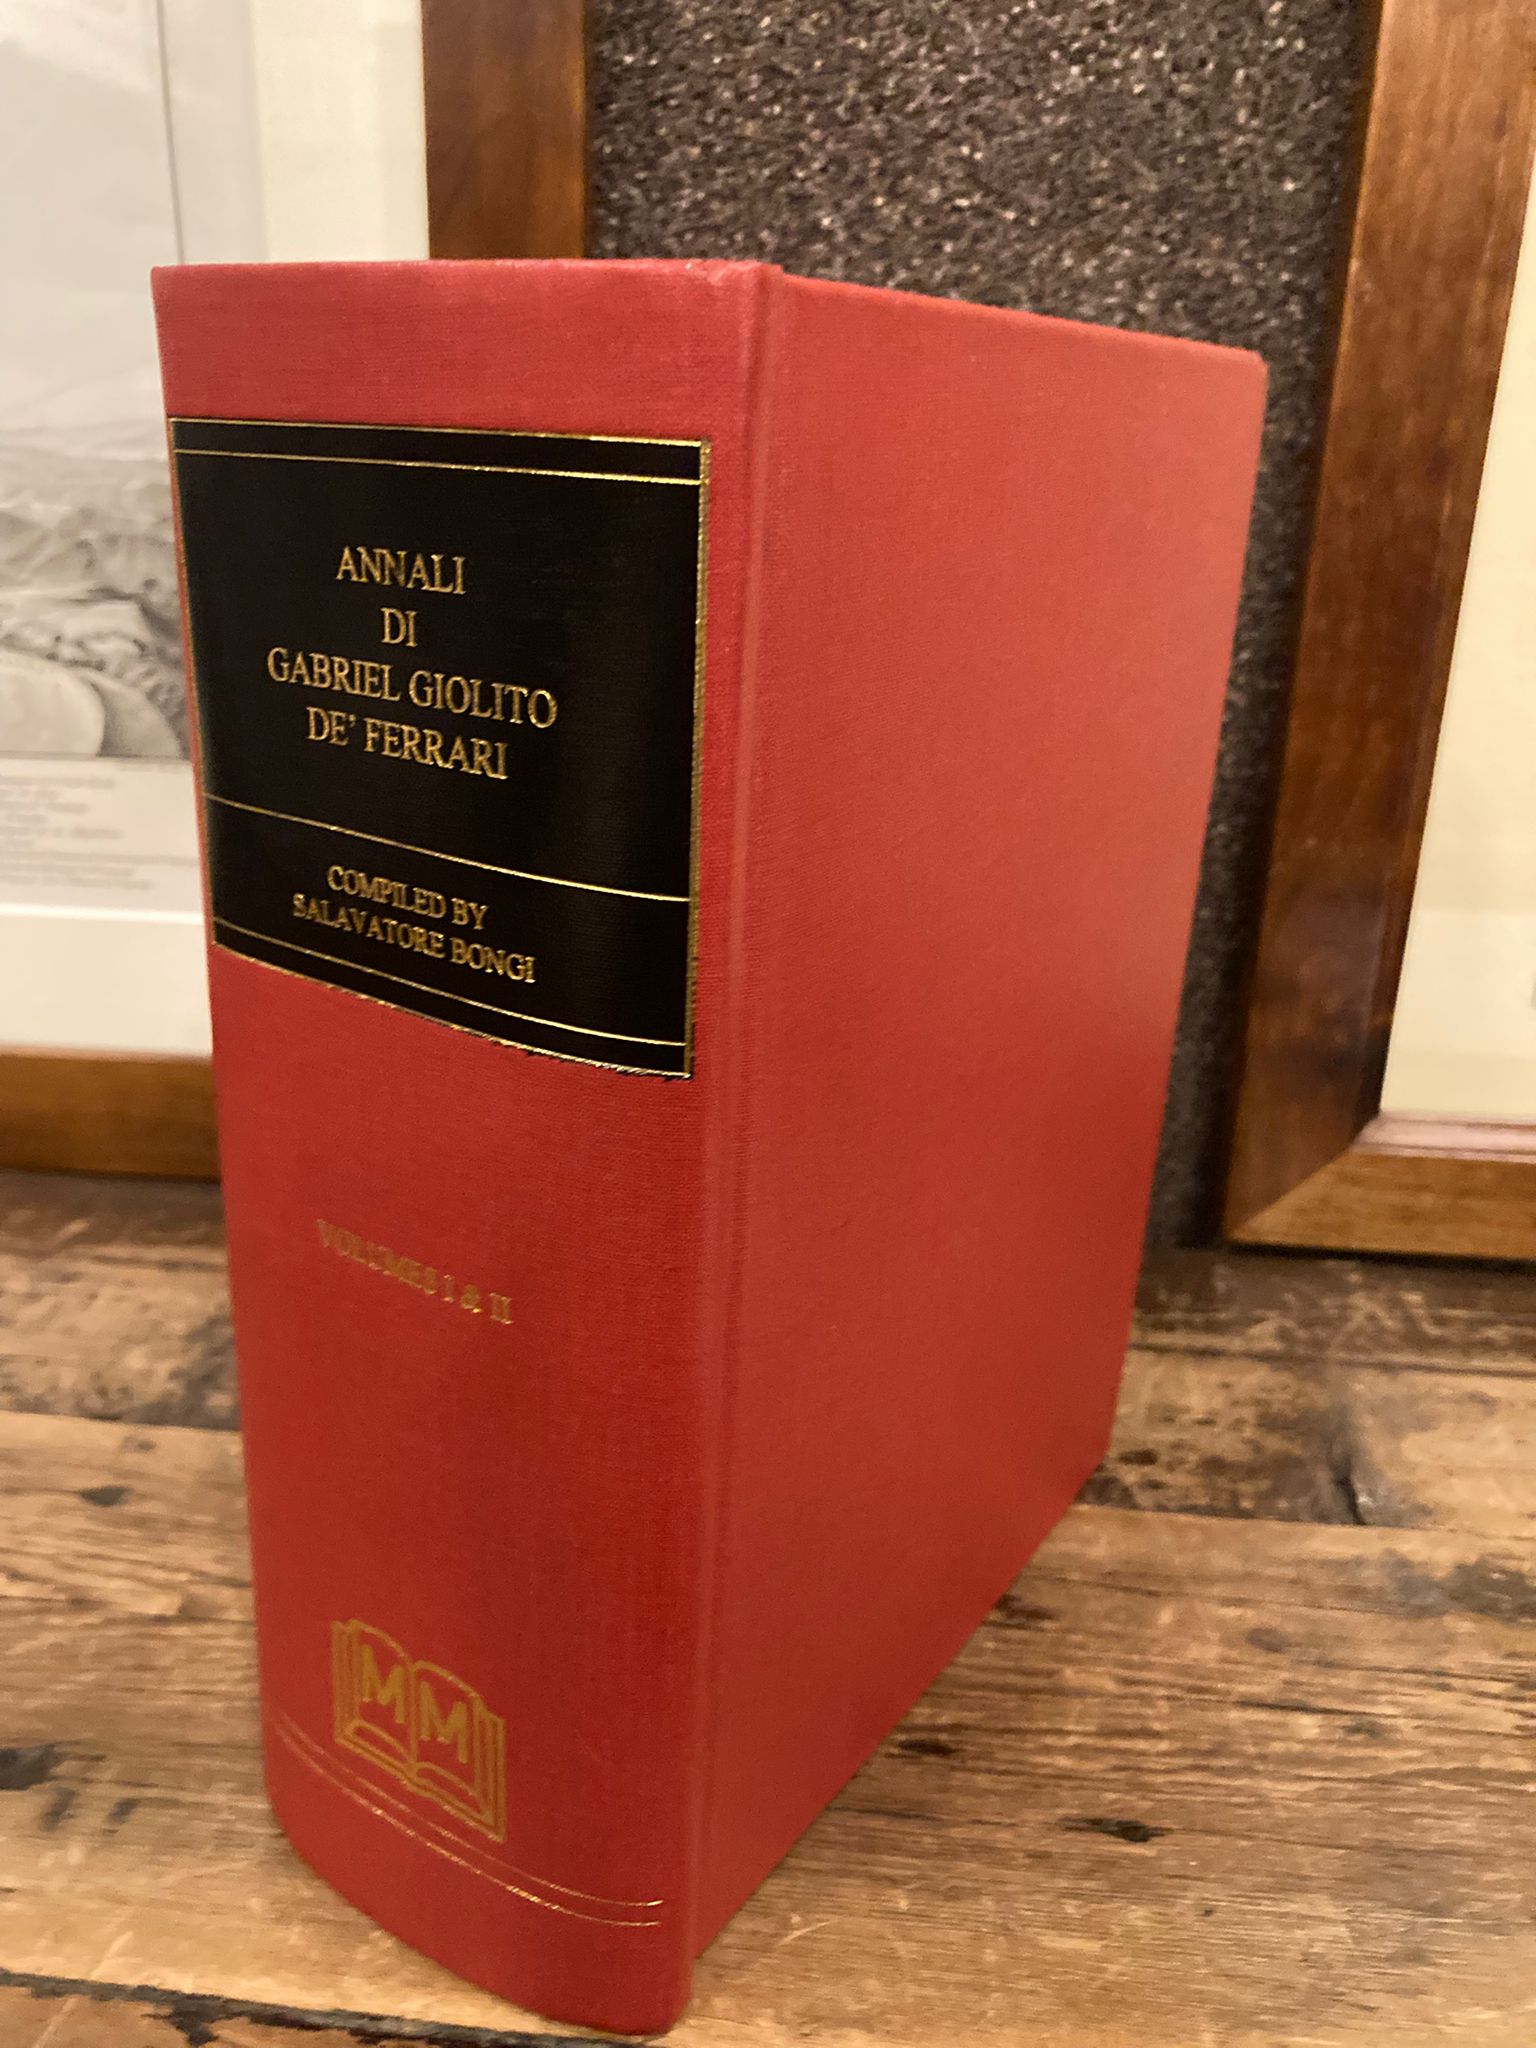 ANNALI
DI
GABRIEL GIOLITO
DE' FERRARI
COMPILED BY
SALAVATORE BONGI
VOLUMES I & II
MM